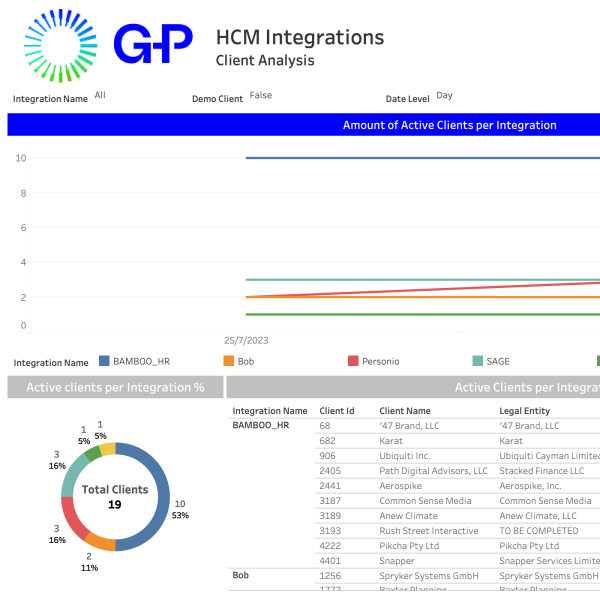 G-P
HCM Integrations
Client Analysis
Integration Name All Demo Client False Date Level Day
Amount of Active Clients per Integration
10
8
6
4
2
0
25/7/2023
Integration Name BAMBOO_HR Bob Personio SAGE
Active clients per Integration %
Active Clients per Integrat
Integration Name Client Id Client Name Legal Entity
BAMBOO_HR 68 '47 Brand, LLC '47 Brand, LLC
682 Karat Karat
906 Ubiquiti Inc. Ubiquiti Cayman Limited
2405 Path Digital Advisors, LLC Stacked Finance LLC
2441 Aerospike Aerospike, Inc.
3187 Common Sense Media Common Sense Media
3189 Anew Climate Anew Climate, LLC
3193 Rush Street Interactive TO BE COMPLETED
4222 Pikcha Pty Ltd Pikcha Pty Ltd
4401 Snapper Snapper Services Limite
Bob 1256 Spryker Systems GmbH Spryker Systems GmbH
1773 Baxter Planning Baxter Planning
1
5%
1
5%
3
16%
3
16%
2
11%
10
53%
Total Clients
19